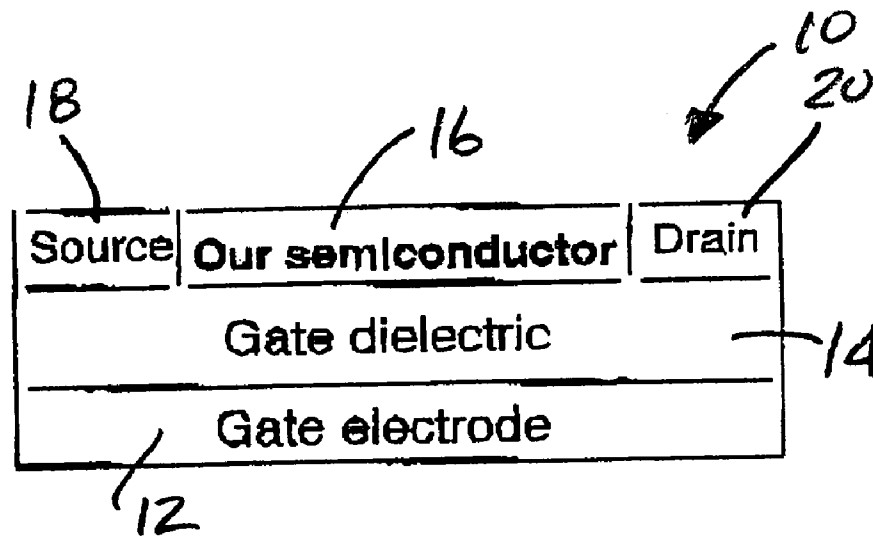 10
18
20
16
Source Our semiconductor Drain
Gate dielectric
14
Gate electrode
12